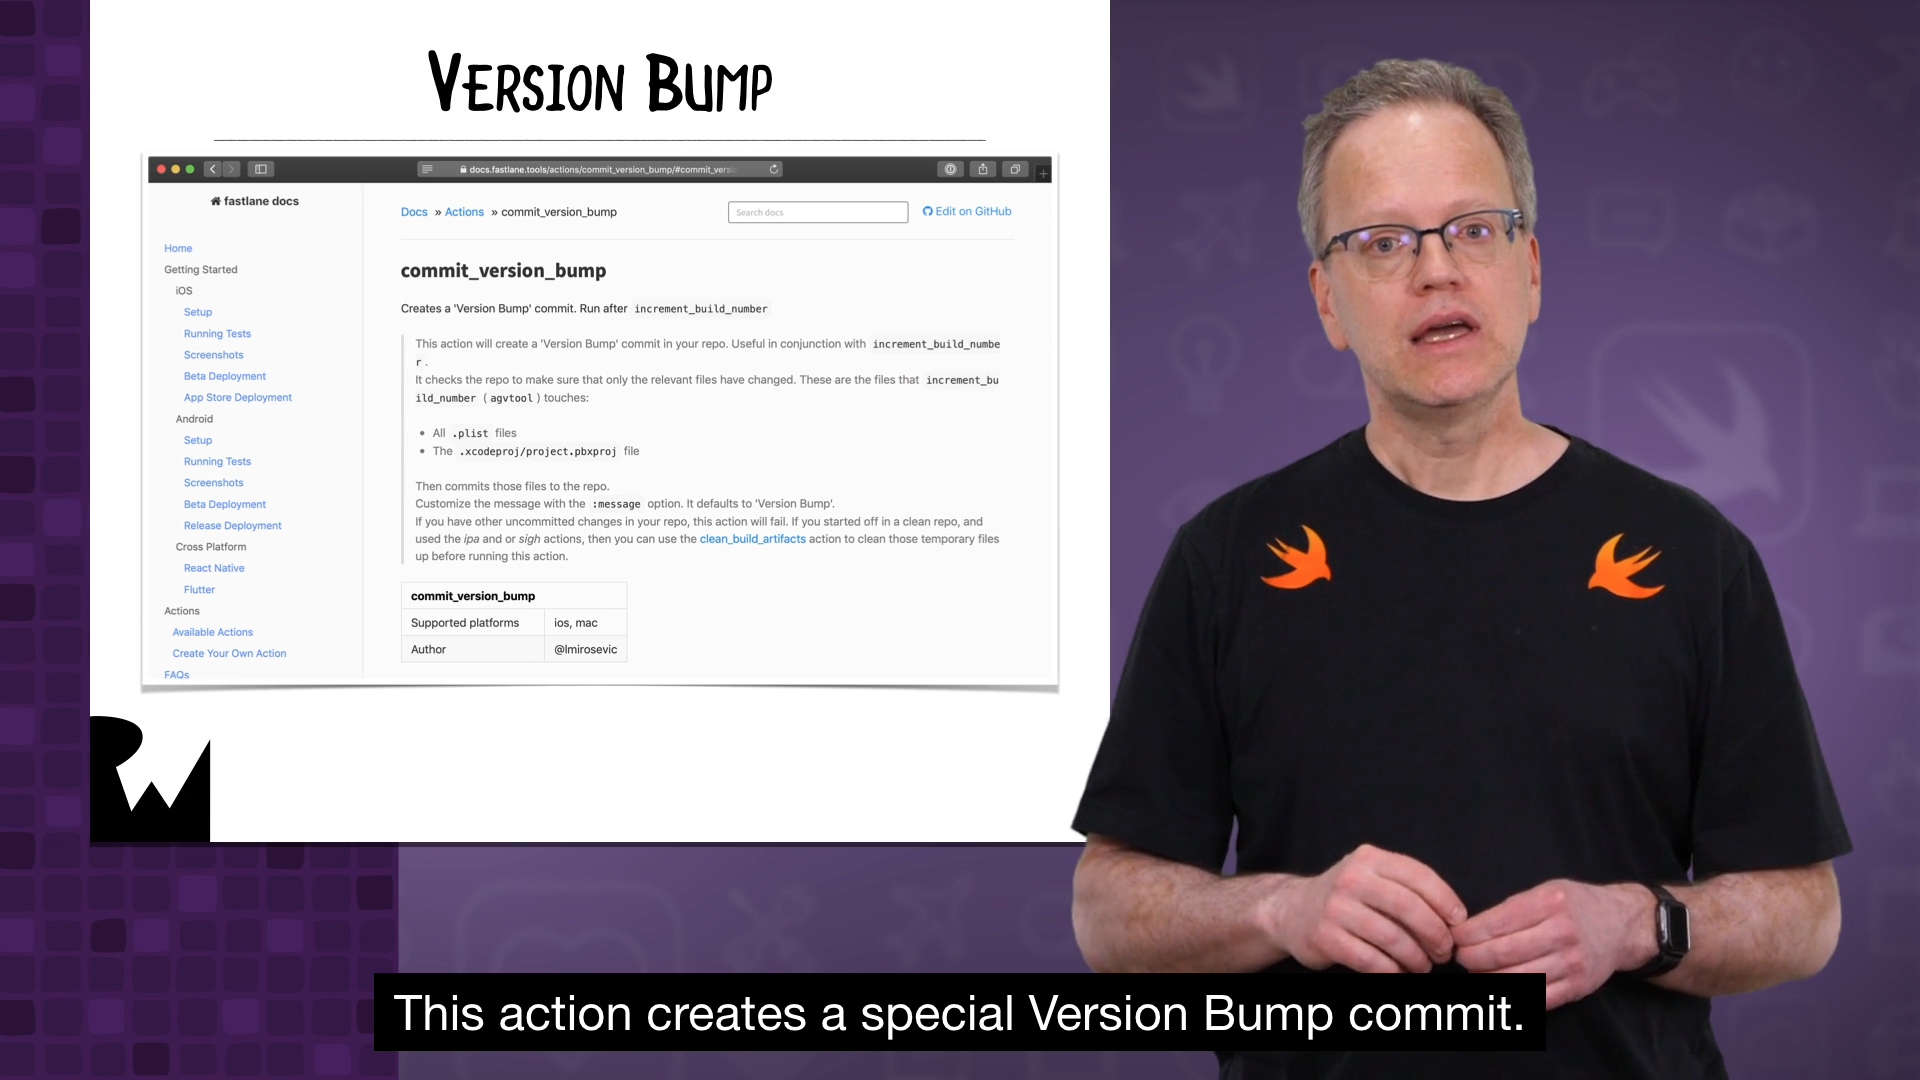 VERSION BUMP
docs.fastlane.tools/actions/commit_version_bump/#commit_versi
fastlane docs
Docs » Actions » commit_version_bump
Search docs
Edit on GitHub
Home
Getting Started
iOS
Setup
Running Tests
Screenshots
Beta Deployment
App Store Deployment
Android
Setup
Running Tests
Screenshots
Beta Deployment
Release Deployment
Cross Platform
React Native
Flutter
Actions
Available Actions
Create Your Own Action
FAQs
commit_version_bump
Creates a 'Version Bump' commit. Run after increment_build_number
This action will create a 'Version Bump' commit in your repo. Useful in conjunction with increment_build_numbe
r .
It checks the repo to make sure that only the relevant files have changed. These are the files that increment_bu
ild_number ( agvtool ) touches:
• All .plist files
• The .xcodeproj/project.pbxproj file
Then commits those files to the repo.
Customize the message with the :message option. It defaults to 'Version Bump'.
If you have other uncommitted changes in your repo, this action will fail. If you started off in a clean repo, and
used the ipa and or sigh actions, then you can use the clean_build_artifacts action to clean those temporary files
up before running this action.
commit_version_bump
Supported platforms ios, mac
Author @lmirosevic
RW
This action creates a special Version Bump commit.